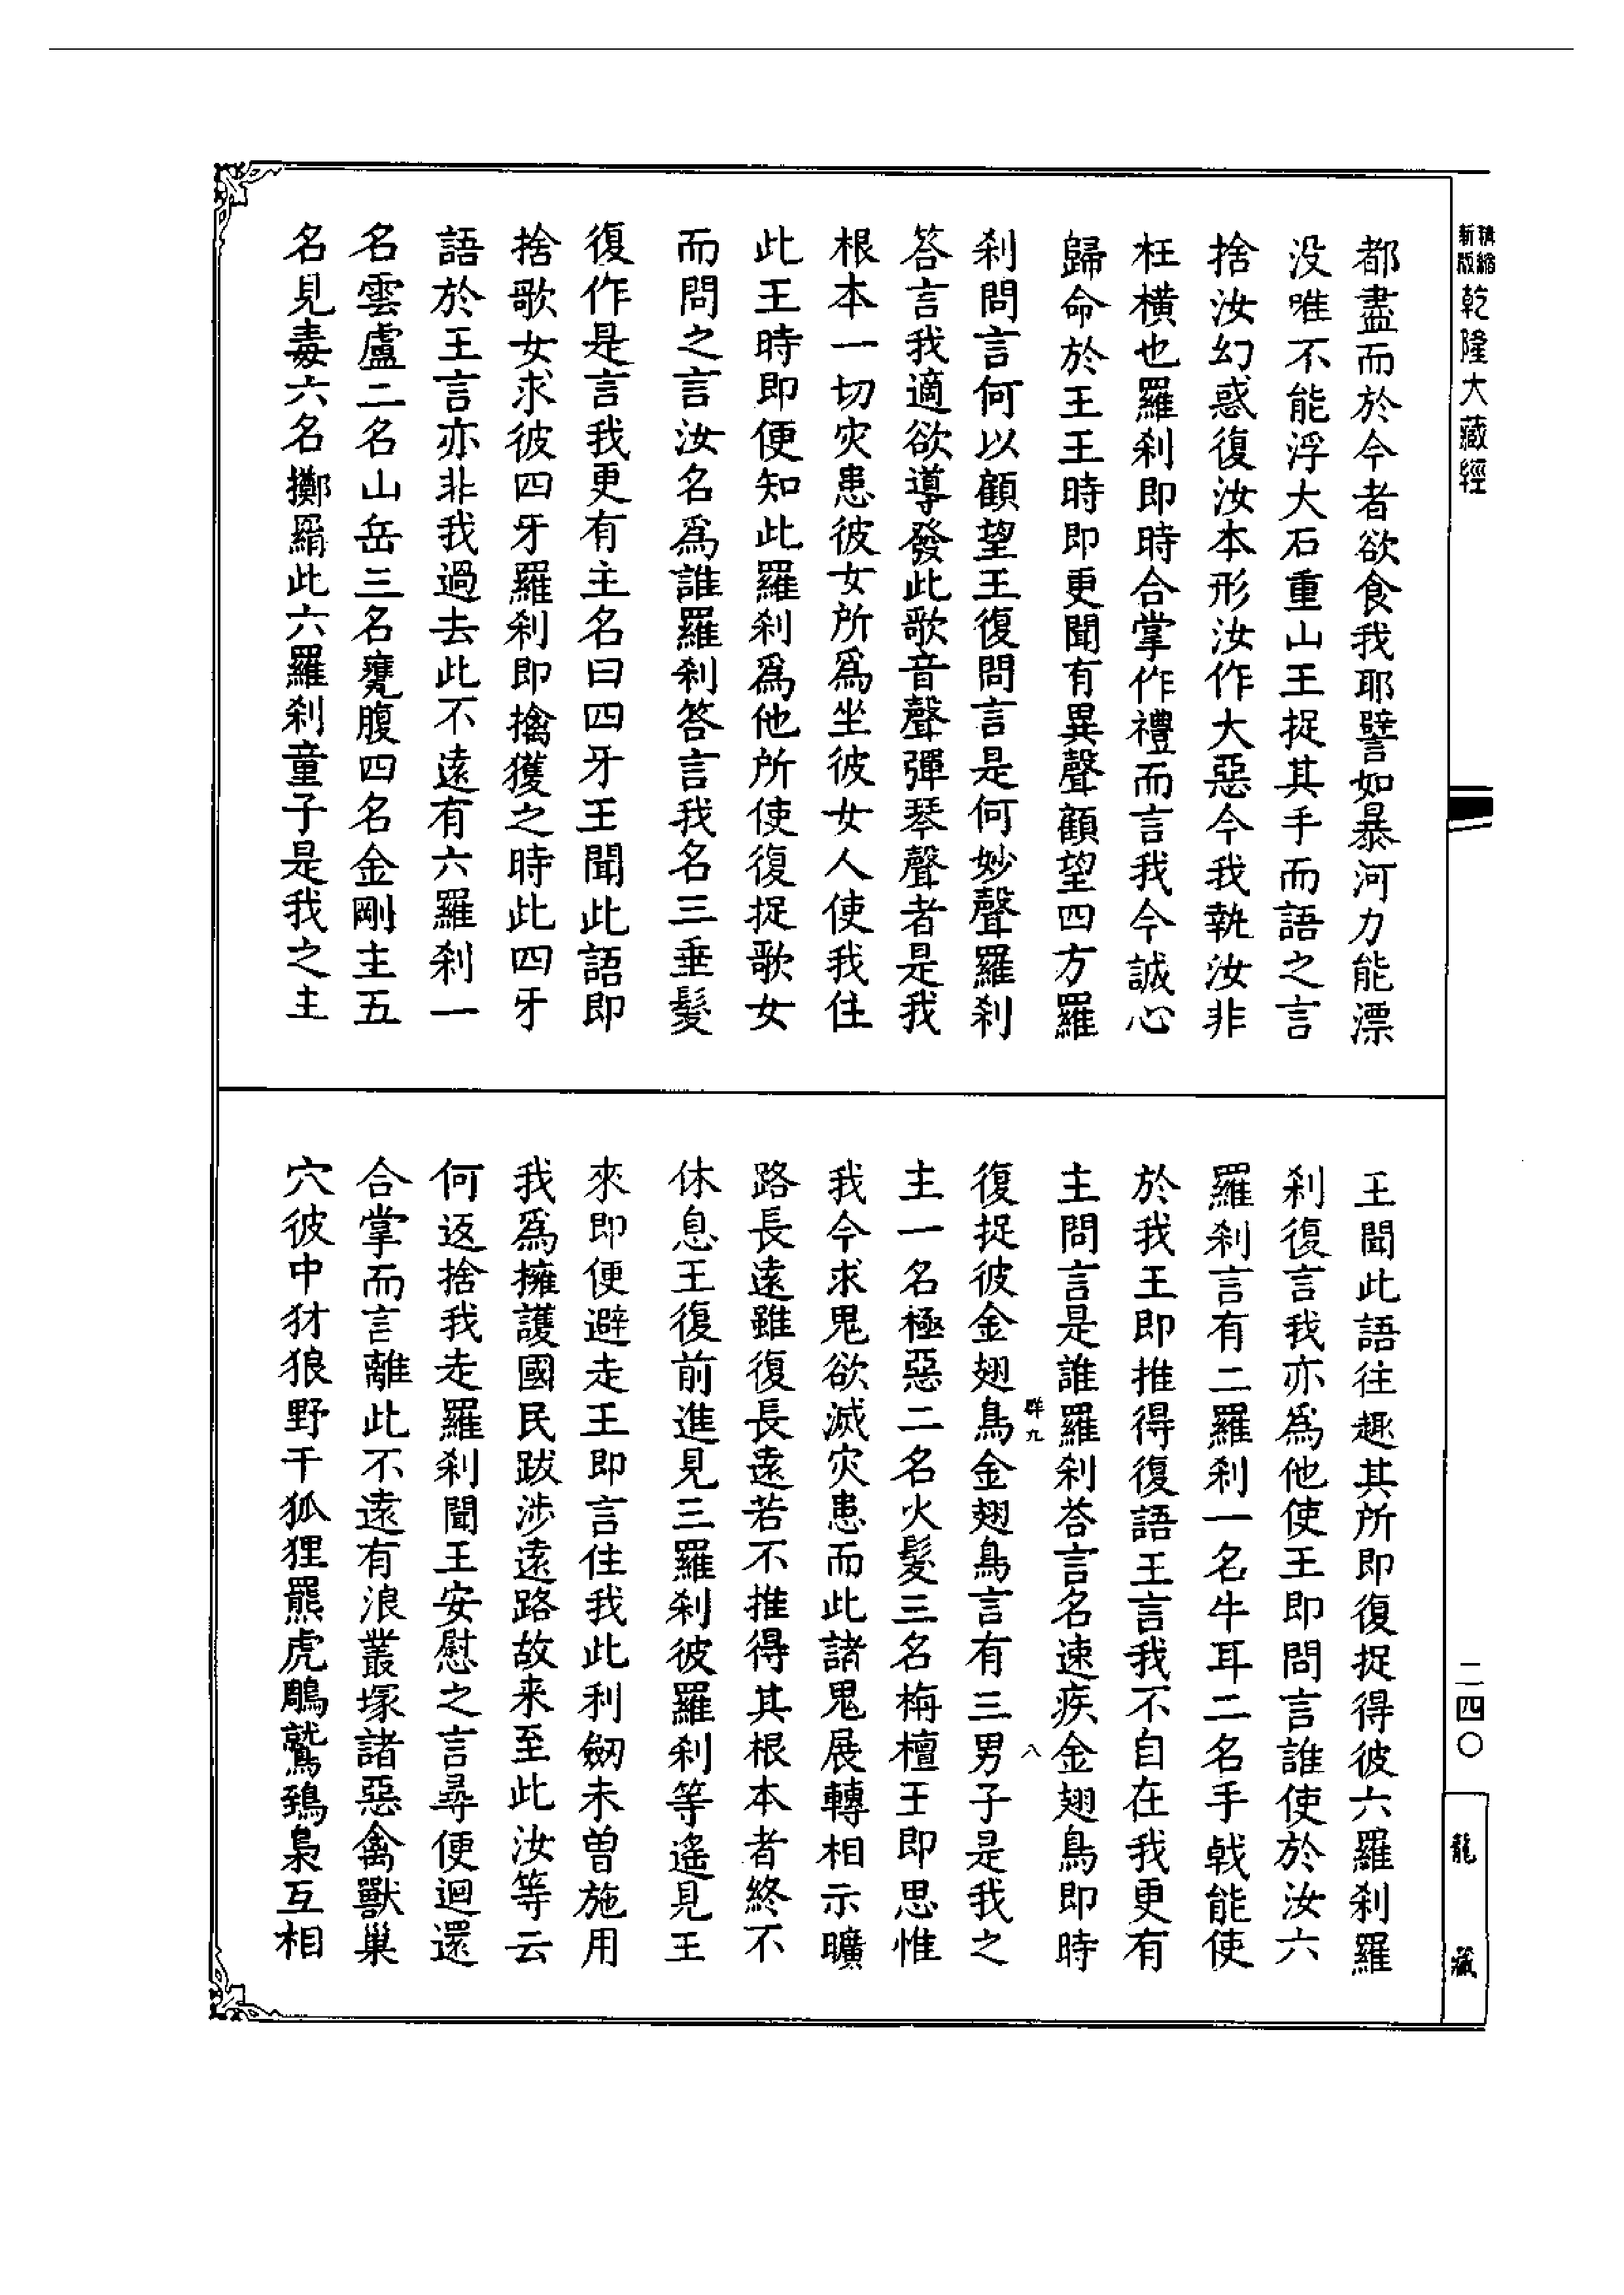 精縮
新版
乾隆大藏經
都盡而於今者欲食我耶譬如暴河力能漂
没唯不能浮大石重山王捉其手而語之言
捨汝幻惑復汝本形汝作大惡今我執汝非
枉橫也羅刹即時合掌作禮而言我今誠心
歸命於王王時即更聞有異聲顧望四方羅
刹問言何以顧望王復問言是何妙聲羅刹
答言我適欲導發此歌音聲彈琴聲者是我
根本一切灾患彼女所爲坐彼女人使我住
此王時即便知此羅刹爲他所使復捉歌女
而問之言汝名爲誰羅刹答言我名三垂髮
復作是言我更有主名曰四牙王聞此語即
捨歌女求彼四牙羅刹即擒獲之時此四牙
語於王言亦非我過去此不遠有六羅刹一
名雲盧二名山岳三名甕腹四名金剛主五
名見毒六名擲羂此六羅刹童子是我之主
王聞此語往趣其所即復捉得彼六羅刹羅
刹復言我亦爲他使王即問言誰使於汝六
羅刹言有二羅刹一名牛耳二名手戟能使
於我王即推得復語王言我不自在我更有
主問言是誰羅刹答言名速疾金翅鳥即時
群九
八
復捉彼金翅鳥金翅鳥言有三男子是我之
主一名極惡二名火髮三名栴檀王即思惟
我今求鬼欲滅灾患而此諸鬼展轉相示曠
路長遠雖復長遠若不推得其根本者終不
休息王復前進見三羅刹彼羅刹等遙見王
來即便避走王即言住我此利劒未曾施用
我爲擁護國民跋涉遠路故来至此汝等云
何返捨我走羅刹聞王安慰之言尋便迴還
合掌而言離此不遠有浪叢塚諸惡禽獸巢
穴彼中犲狼野干狐狸羆虎鵰鷲鵄梟互相
二四〇
龍藏